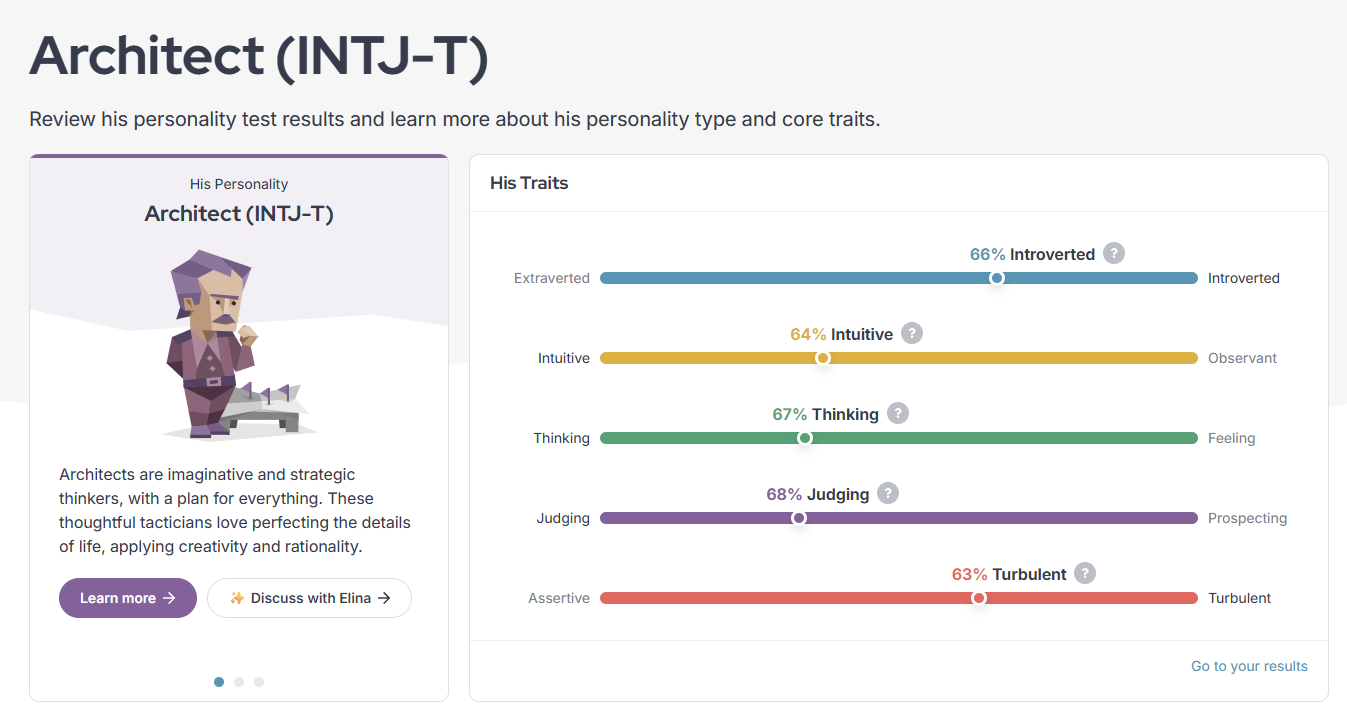 Architect (INTJ-T)
Review his personality test results and learn more about his personality type and core traits.
His Personality
Architect (INTJ-T)
Architects are imaginative and strategic
thinkers, with a plan for everything. These
thoughtful tacticians love perfecting the details
of life, applying creativity and rationality.
Learn more →
✨ Discuss with Elina →
His Traits
66% Introverted ?
Extraverted Introverted
64% Intuitive ?
Intuitive Observant
67% Thinking ?
Thinking Feeling
68% Judging ?
Judging Prospecting
63% Turbulent ?
Assertive Turbulent
Go to your results